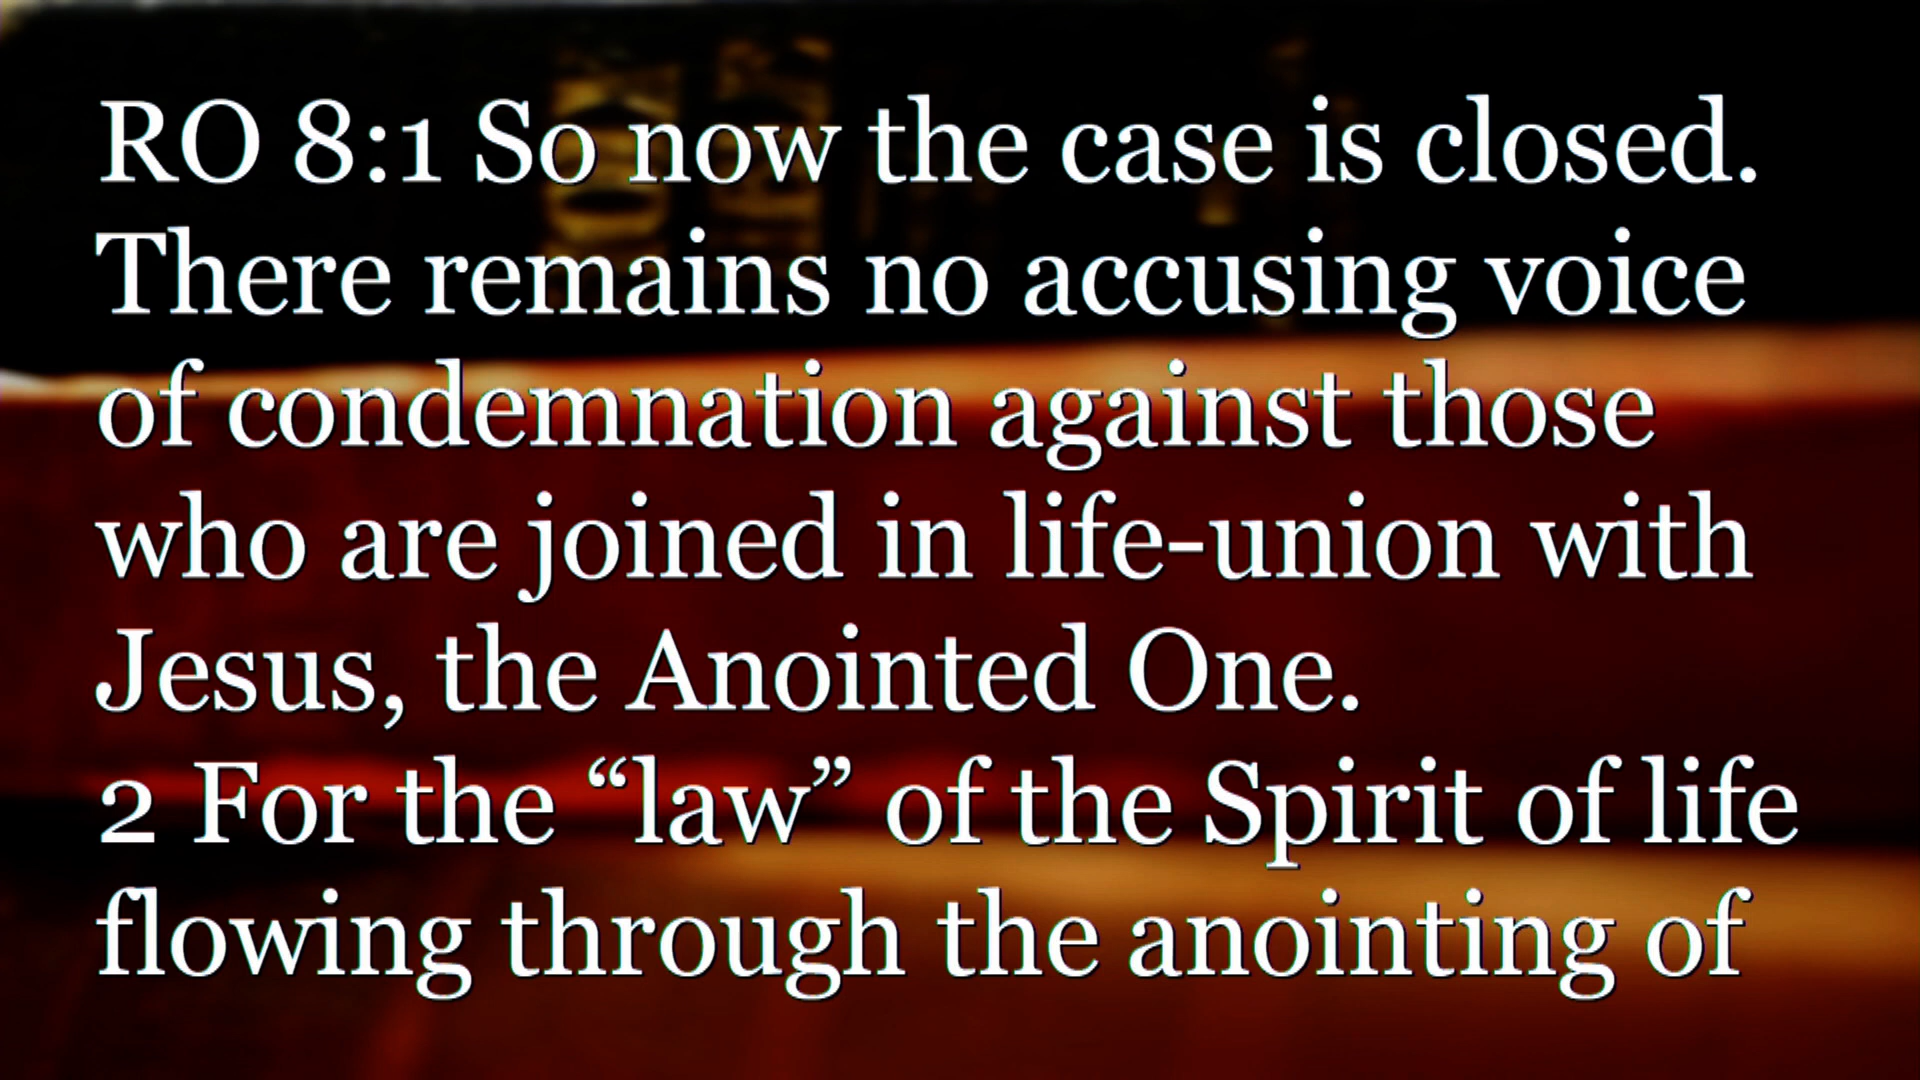 RO 8:1 So now the case is closed.
There remains no accusing voice
of condemnation against those
who are joined in life-union with
Jesus, the Anointed One.
2 For the “law” of the Spirit of life
flowing through the anointing of